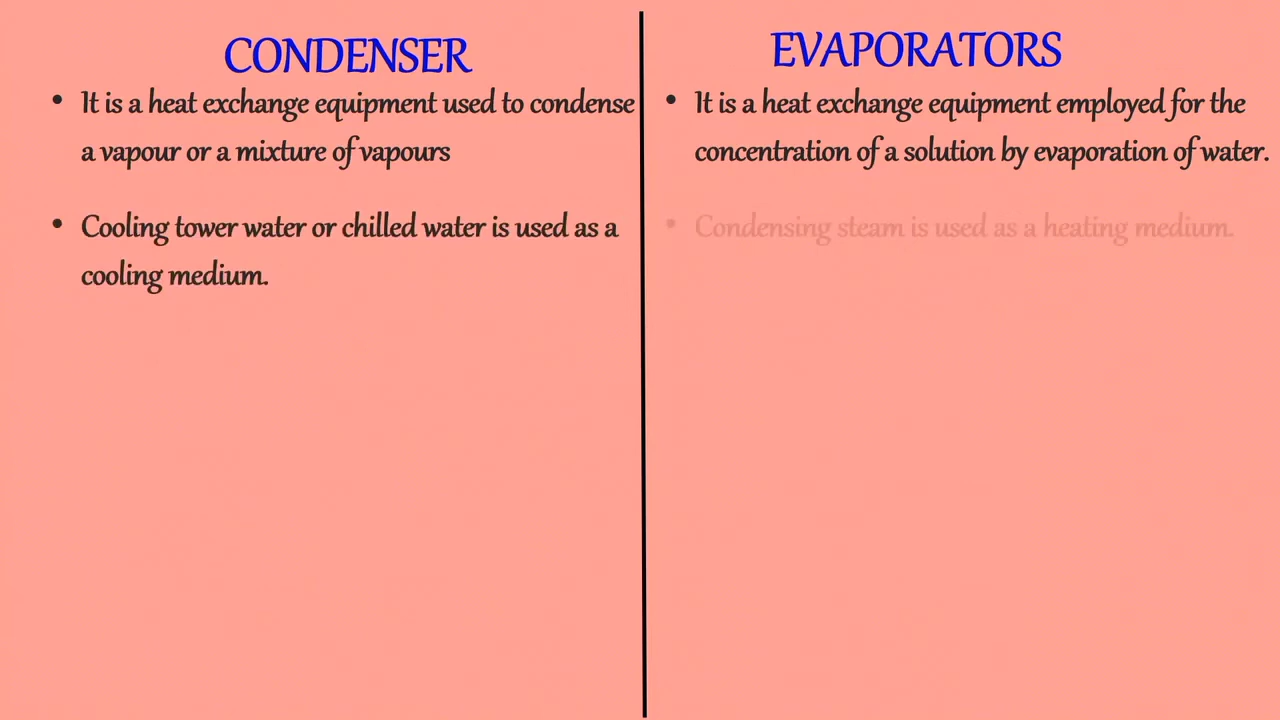 CONDENSER
• It is a heat exchange equipment used to condense
a vapour or a mixture of vapours
• Cooling tower water or chilled water is used as a
cooling medium.
EVAPORATORS
• It is a heat exchange equipment employed for the
concentration of a solution by evaporation of water.
• Condensing steam is used as a heating medium.